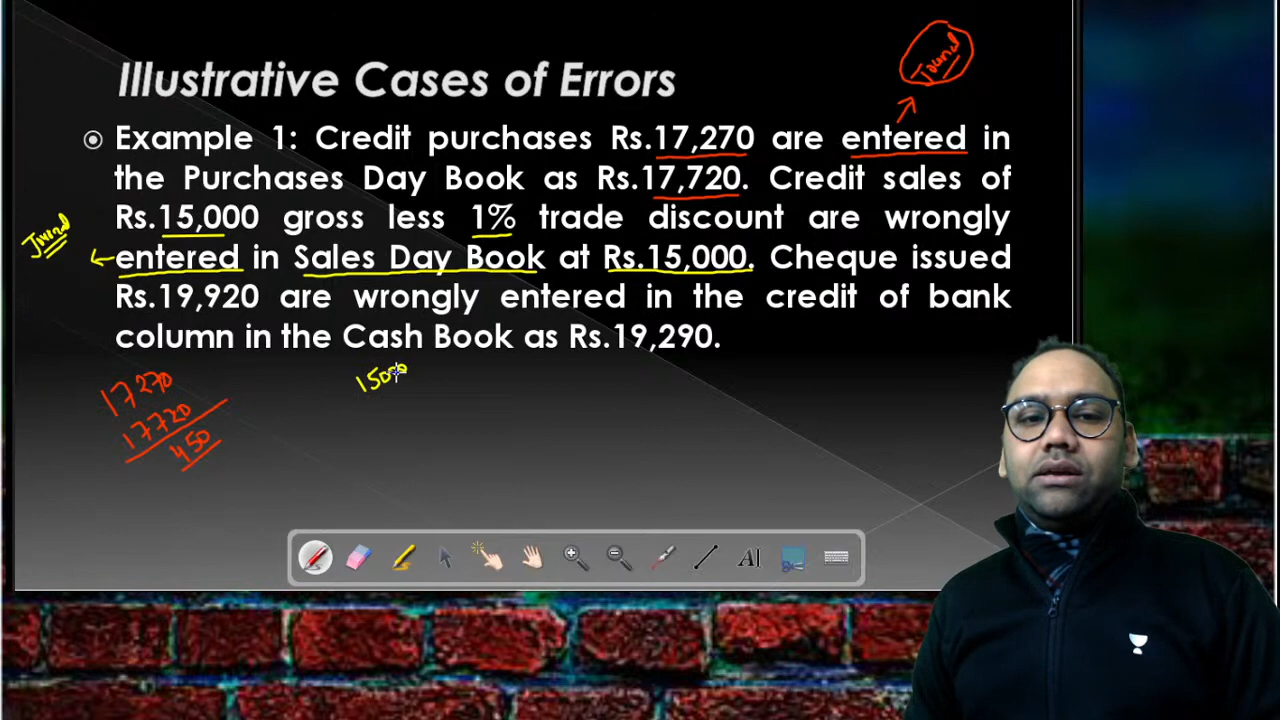 Journal
Illustrative Cases of Errors
Example 1: Credit purchases Rs.17,270 are entered in
the Purchases Day Book as Rs.17,720. Credit sales of
Rs.15,000 gross less 1% trade discount are wrongly
Journal
entered in Sales Day Book at Rs.15,000. Cheque issued
Rs.19,920 are wrongly entered in the credit of bank
column in the Cash Book as Rs.19,290.
17270
17720
450
1500
A